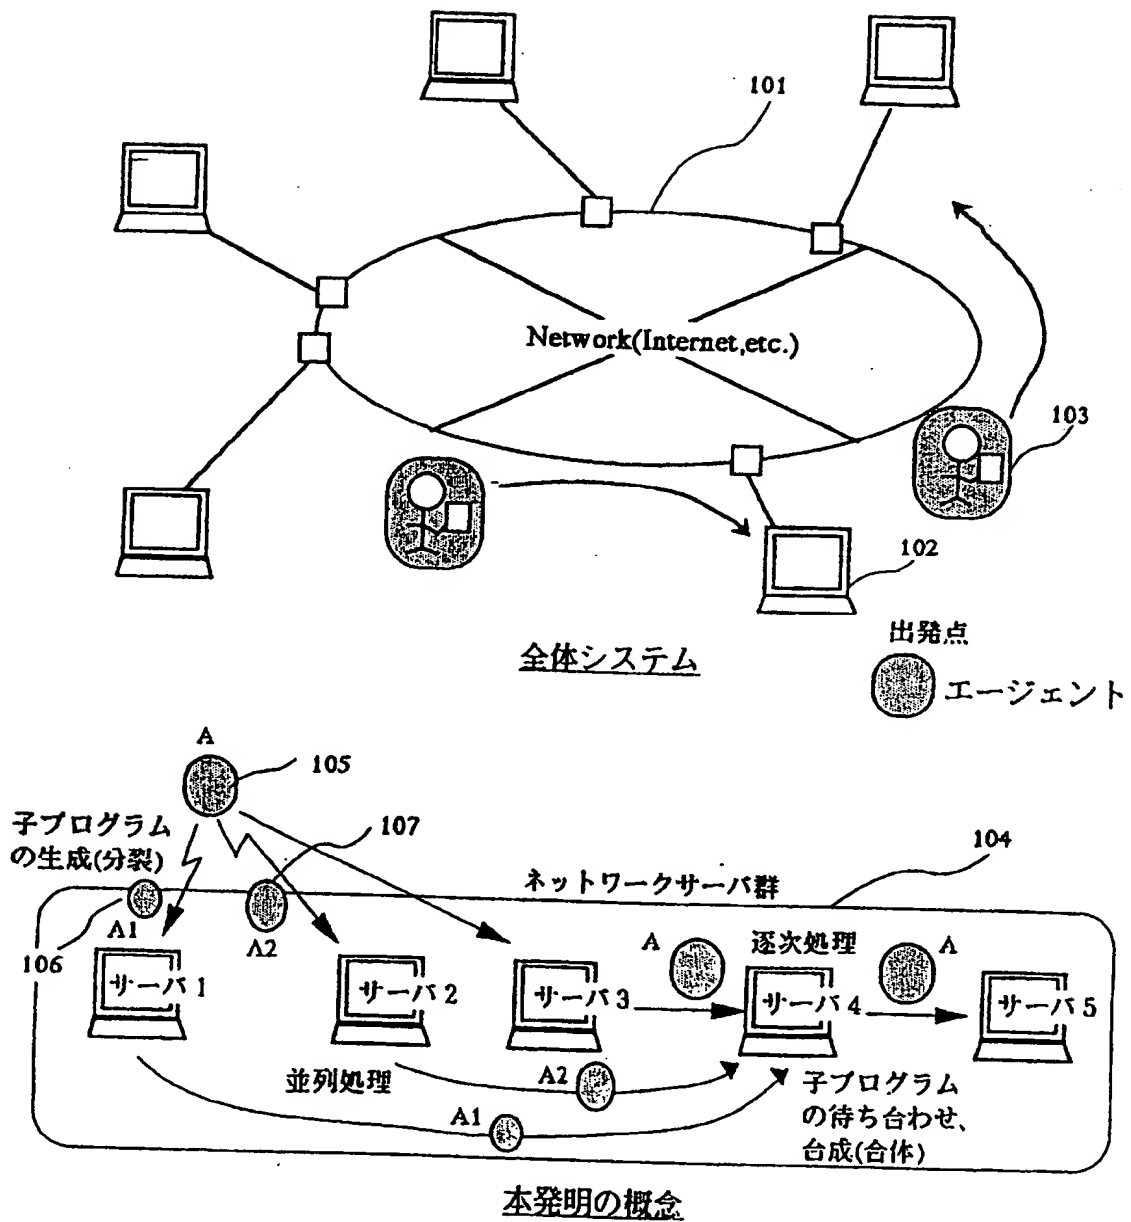 101
Network(Internet,etc.)
103
102
出発点
エージェント
全体システム
A
105
子プログラム
の生成(分裂)
107
104
ネットワークサーバ群
A1
A2
106
A
逐次処理
A
サーバ1
サーバ2
サーバ3
サーバ4
サーバ5
並列処理
A2
A1
子プログラム
の待ち合わせ、
台成(合体)
本発明の概念